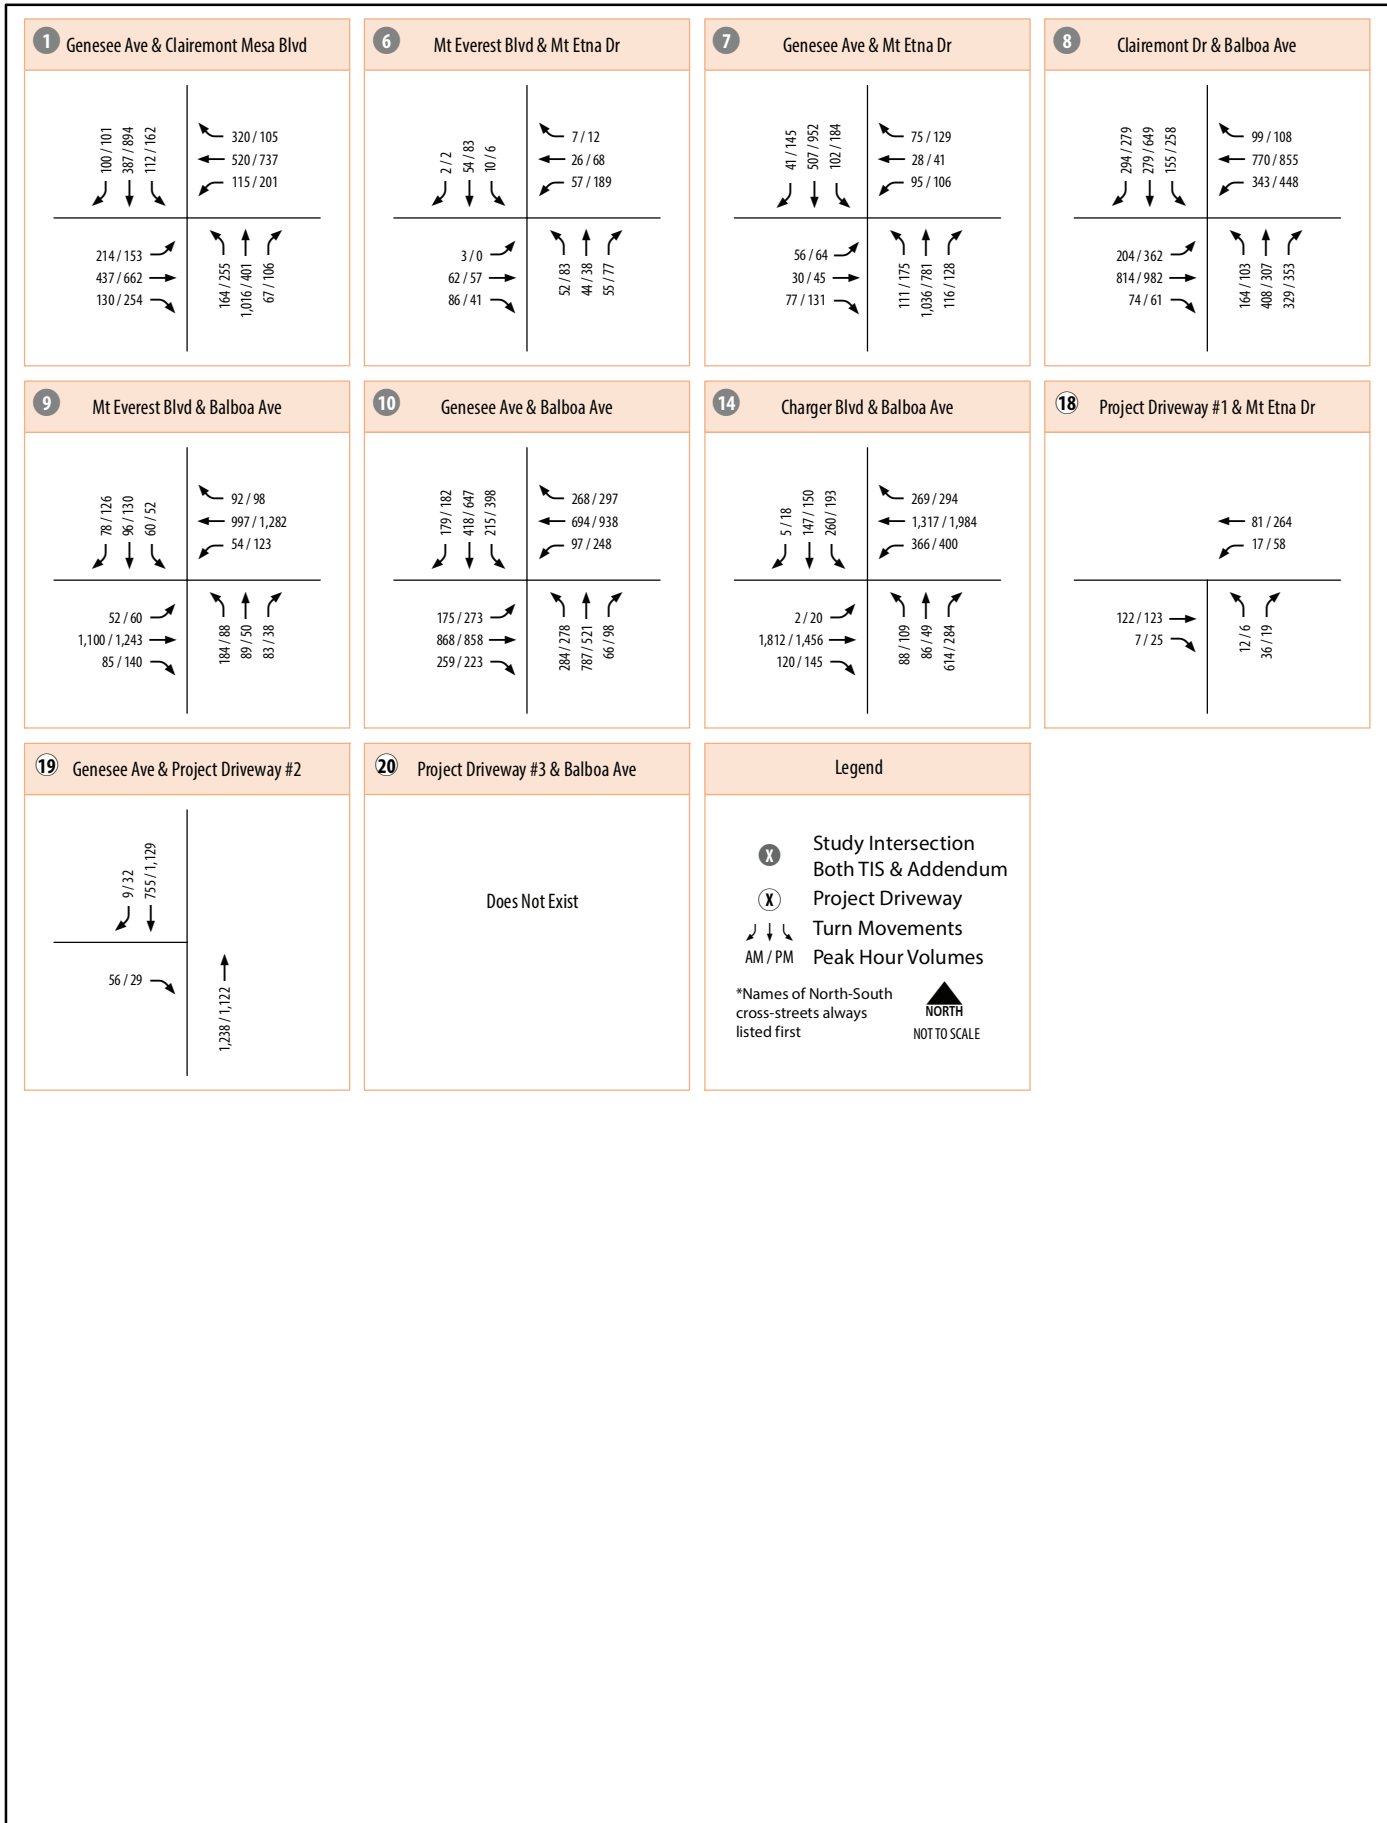 1 Genesee Ave & Clairemont Mesa Blvd
100 / 101
387 / 894
112 / 162
320 / 105
520 / 737
115 / 201
214 / 153
437 / 662
130 / 254
164 / 255
1,016 / 401
67 / 106
6 Mt Everest Blvd & Mt Etna Dr
2 / 2
54 / 83
10 / 6
7 / 12
26 / 68
57 / 189
3 / 0
62 / 57
86 / 41
52 / 83
44 / 38
55 / 77
7 Genesee Ave & Mt Etna Dr
41 / 145
507 / 952
102 / 184
75 / 129
28 / 41
95 / 106
56 / 64
30 / 45
77 / 131
111 / 175
1,036 / 781
116 / 128
8 Clairemont Dr & Balboa Ave
294 / 279
279 / 649
155 / 258
99 / 108
770 / 855
343 / 448
204 / 362
814 / 982
74 / 61
164 / 103
408 / 307
329 / 353
9 Mt Everest Blvd & Balboa Ave
78 / 126
96 / 130
60 / 52
92 / 98
997 / 1,282
54 / 123
52 / 60
1,100 / 1,243
85 / 140
184 / 88
89 / 50
83 / 38
10 Genesee Ave & Balboa Ave
179 / 182
418 / 647
215 / 398
268 / 297
694 / 938
97 / 248
175 / 273
868 / 858
259 / 223
284 / 278
787 / 521
66 / 98
14 Charger Blvd & Balboa Ave
5 / 18
147 / 150
260 / 193
269 / 294
1,317 / 1,984
366 / 400
2 / 20
1,812 / 1,456
120 / 145
88 / 109
86 / 49
614 / 284
18 Project Driveway #1 & Mt Etna Dr
81 / 264
17 / 58
122 / 123
7 / 25
12 / 6
36 / 19
19 Genesee Ave & Project Driveway #2
9 / 32
755 / 1,129
56 / 29
1,238 / 1,122
20 Project Driveway #3 & Balboa Ave
Does Not Exist
Legend
X Study Intersection
Both TIS & Addendum
X Project Driveway
Turn Movements
AM / PM Peak Hour Volumes
*Names of North-South
cross-streets always
listed first
NORTH
NOT TO SCALE